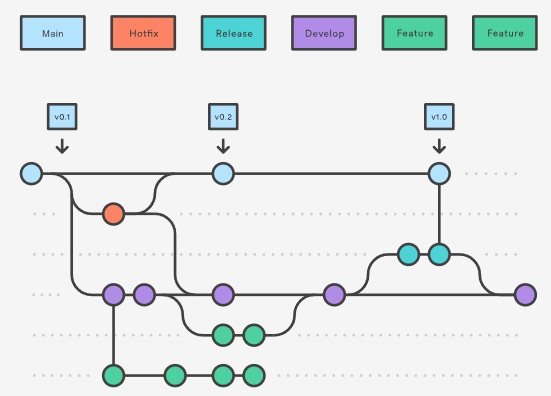 Main
Hotfix
Release
Develop
Feature
Feature
v0.1
v0.2
v1.0